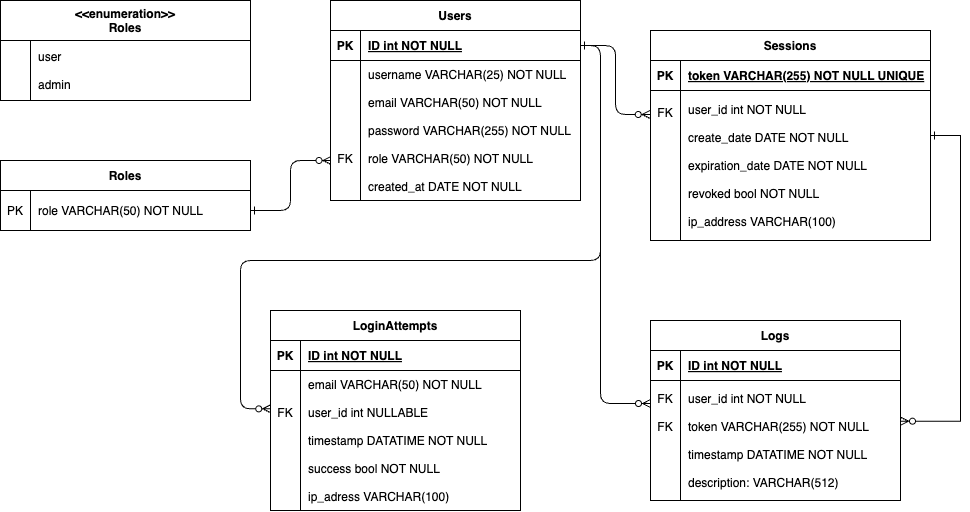 <<enumeration>>
Roles
user
admin
Users
PK ID int NOT NULL
username VARCHAR(25) NOT NULL
email VARCHAR(50) NOT NULL
password VARCHAR(255) NOT NULL
FK role VARCHAR(50) NOT NULL
created_at DATE NOT NULL
Sessions
PK token VARCHAR(255) NOT NULL UNIQUE
FK user_id int NOT NULL
create_date DATE NOT NULL
expiration_date DATE NOT NULL
revoked bool NOT NULL
ip_address VARCHAR(100)
Roles
PK role VARCHAR(50) NOT NULL
LoginAttempts
PK ID int NOT NULL
email VARCHAR(50) NOT NULL
FK user_id int NULLABLE
timestamp DATATIME NOT NULL
success bool NOT NULL
ip_adress VARCHAR(100)
Logs
PK ID int NOT NULL
FK user_id int NOT NULL
FK token VARCHAR(255) NOT NULL
timestamp DATATIME NOT NULL
description: VARCHAR(512)